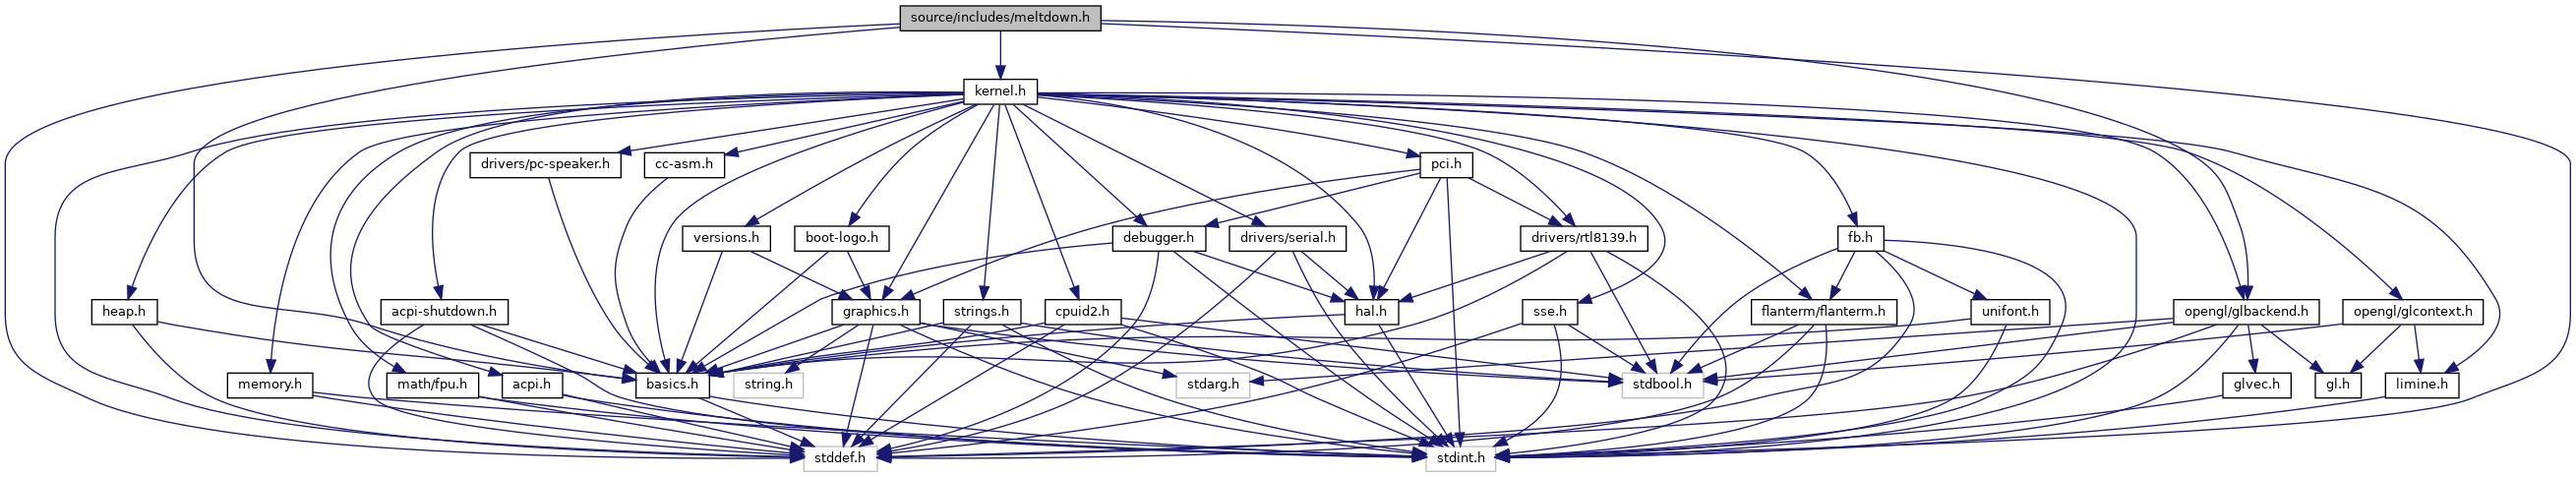 source/includes/meltdown.h
kernel.h
drivers/pc-speaker.h
cc-asm.h
pci.h
versions.h
boot-logo.h
debugger.h
drivers/serial.h
drivers/rtl8139.h
fb.h
heap.h
acpi-shutdown.h
graphics.h
strings.h
cpuid2.h
hal.h
sse.h
flanterm/flanterm.h
unifont.h
opengl/glbackend.h
opengl/glcontext.h
memory.h
math/fpu.h
acpi.h
basics.h
string.h
stdarg.h
stdbool.h
glvec.h
gl.h
limine.h
stddef.h
stdint.h